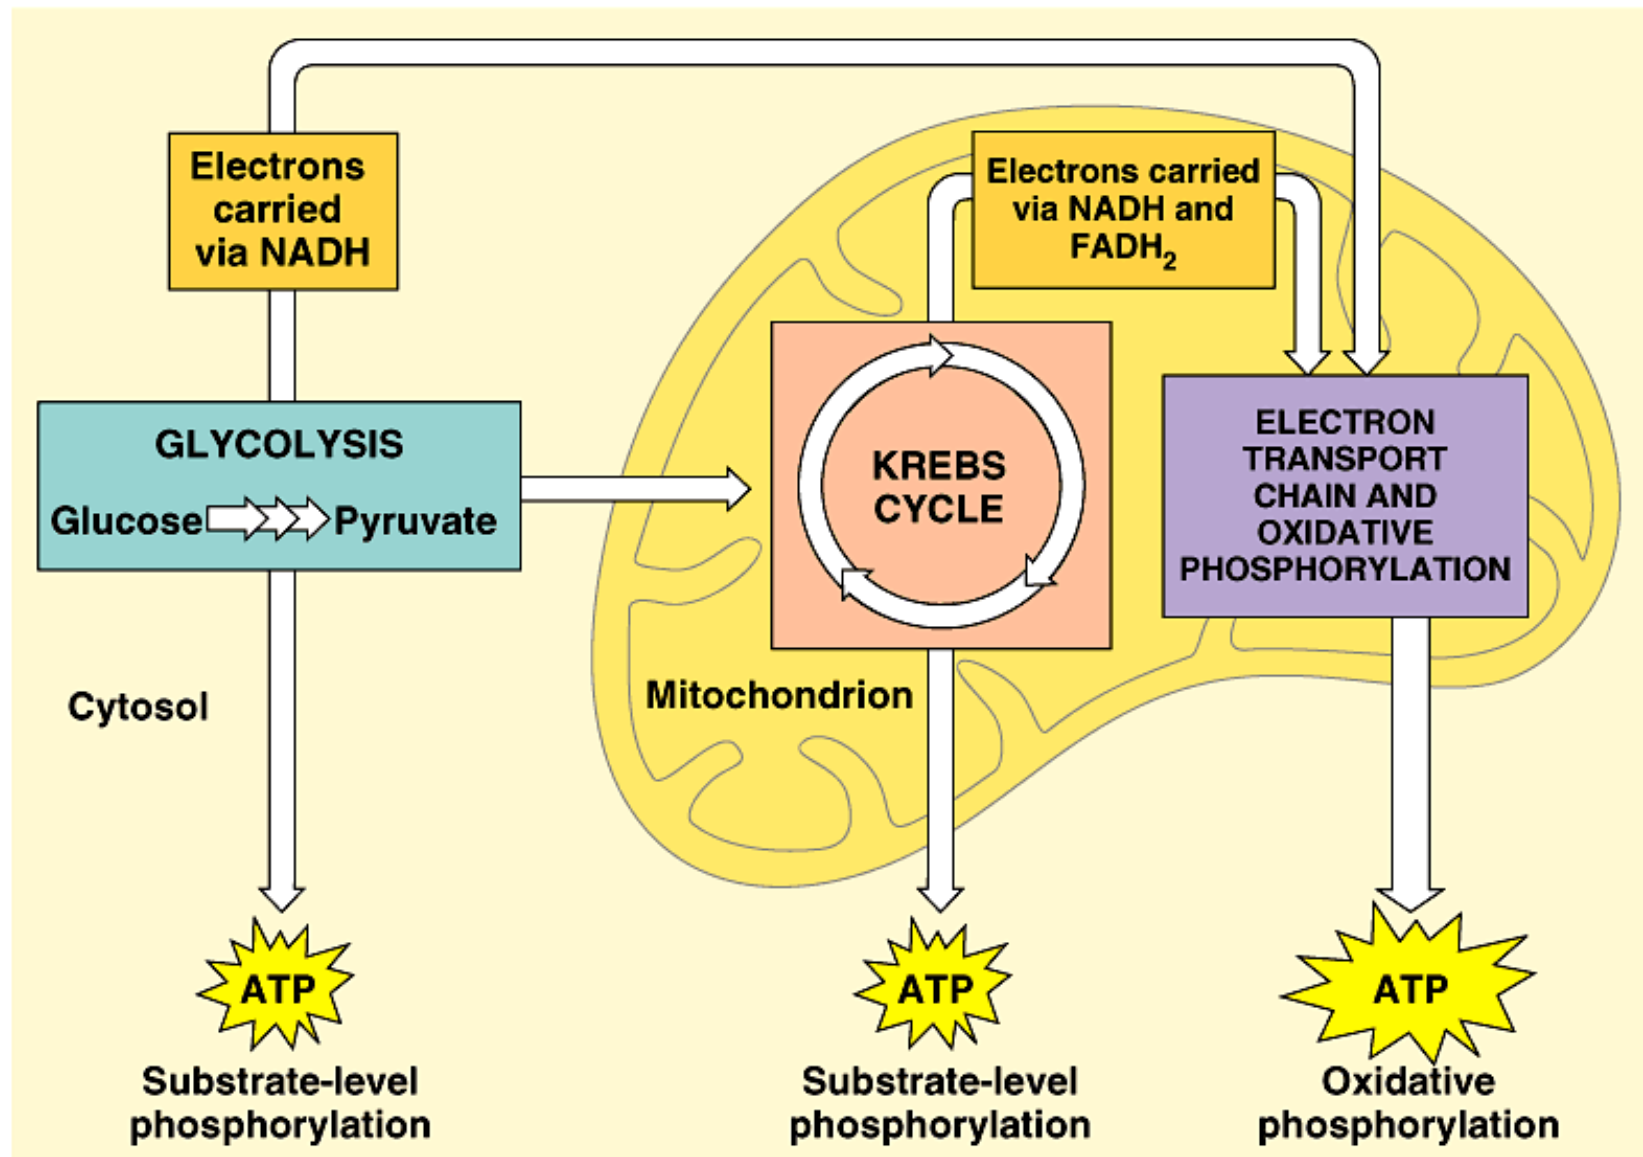 Electrons
carried
via NADH
Electrons carried
via NADH and
FADH2
GLYCOLYSIS
Glucose Pyruvate
KREBS
CYCLE
ELECTRON
TRANSPORT
CHAIN AND
OXIDATIVE
PHOSPHORYLATION
Cytosol
Mitochondrion
ATP
ATP
ATP
Substrate-level
phosphorylation
Substrate-level
phosphorylation
Oxidative
phosphorylation